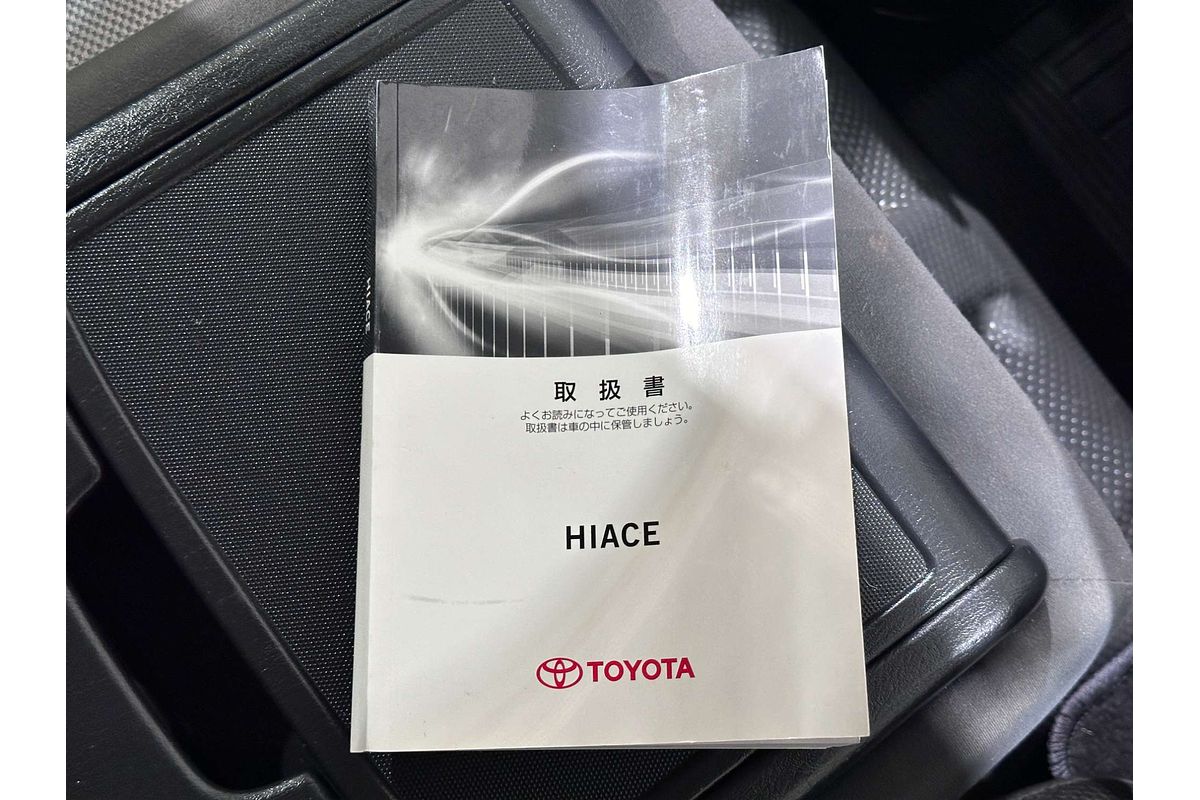 HIACE
取扱書
よくお読みになってご使用ください。
取扱書は車の中に保管しましょう。
HIACE
TOYOTA